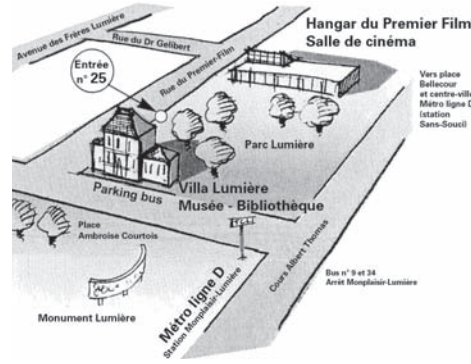 Hangar du Premier Film
Salle de cinéma
Avenue des Frères Lumière
Rue du Dr Gelibert
Entrée
n° 25
Rue du Premier-Film
Vers place
Bellecour
et centre-ville
Métro ligne D
(station
Sans-Souci)
Parc Lumière
Parking bus
Villa Lumière
Musée - Bibliothèque
Place
Ambroise Courtois
Cours Albert Thomas
Bus n° 9 et 34
Arrêt Monplaisir-Lumière
Monument Lumière
Métro ligne D
Station Monplaisir-Lumière